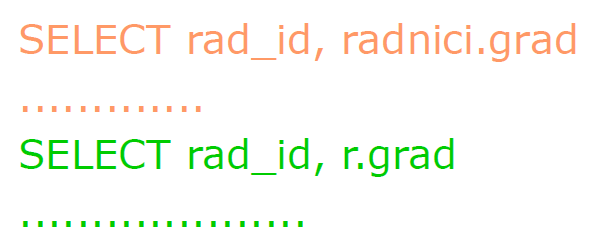 SELECT rad_id, radnici.grad
.............
SELECT rad_id, r.grad
....................